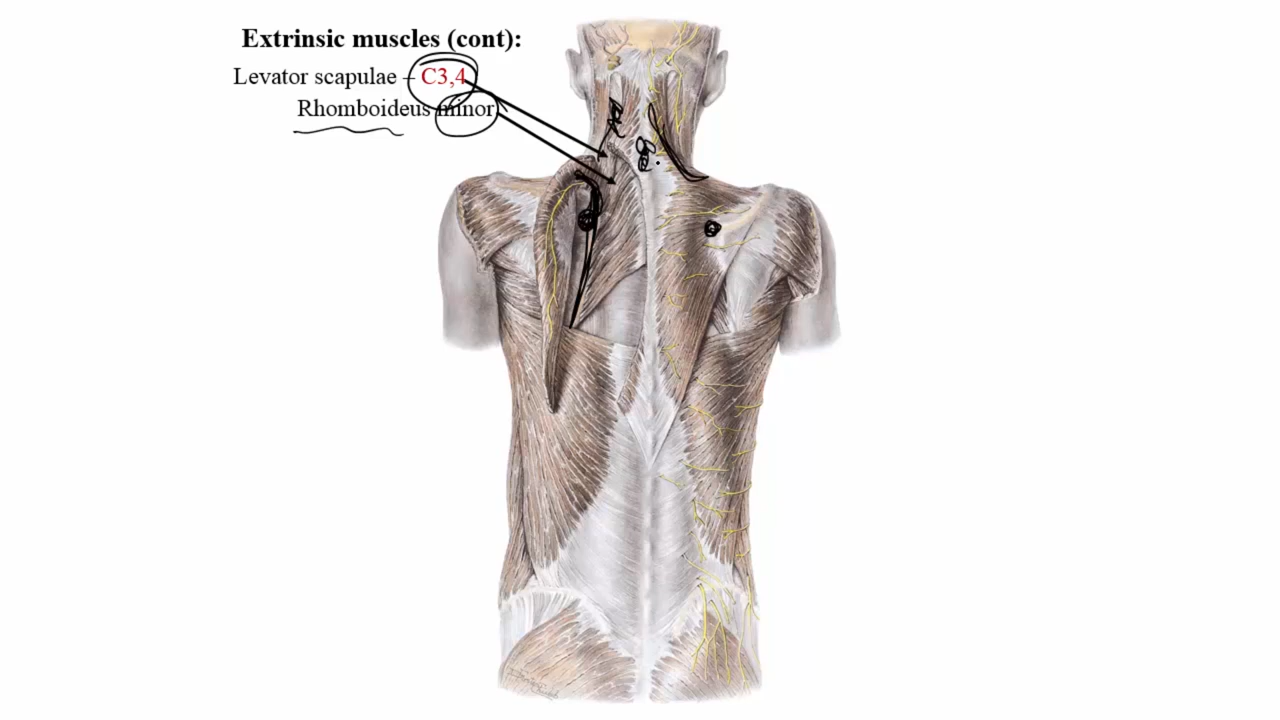 Extrinsic muscles (cont):
Levator scapulae – C3,4
Rhomboideus minor